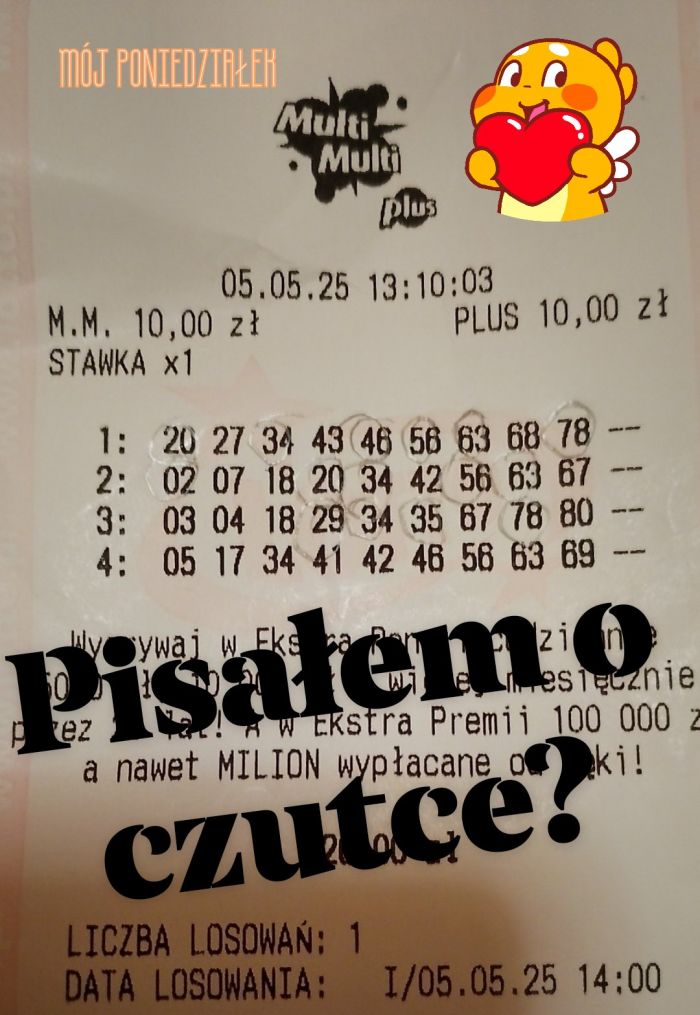 MÓJ PONIEDZIAŁEK
Multi
Multi
plus
05.05.25 13:10:03
M.M. 10,00 zł PLUS 10,00 zł
STAWKA x1
1: 20 27 34 43 46 56 63 68 78 --
2: 02 07 18 20 34 42 56 63 67 --
3: 03 04 18 29 34 35 67 78 80 --
4: 05 17 34 41 42 46 56 63 69 --
Pisałem o
w Ekstra
miesięcznie
lat! A w Ekstra Premii 100 000
a nawet MILION wypłacane
czutce?
LICZBA LOSOWAŃ: 1
DATA LOSOWANIA: I/05.05.25 14:00